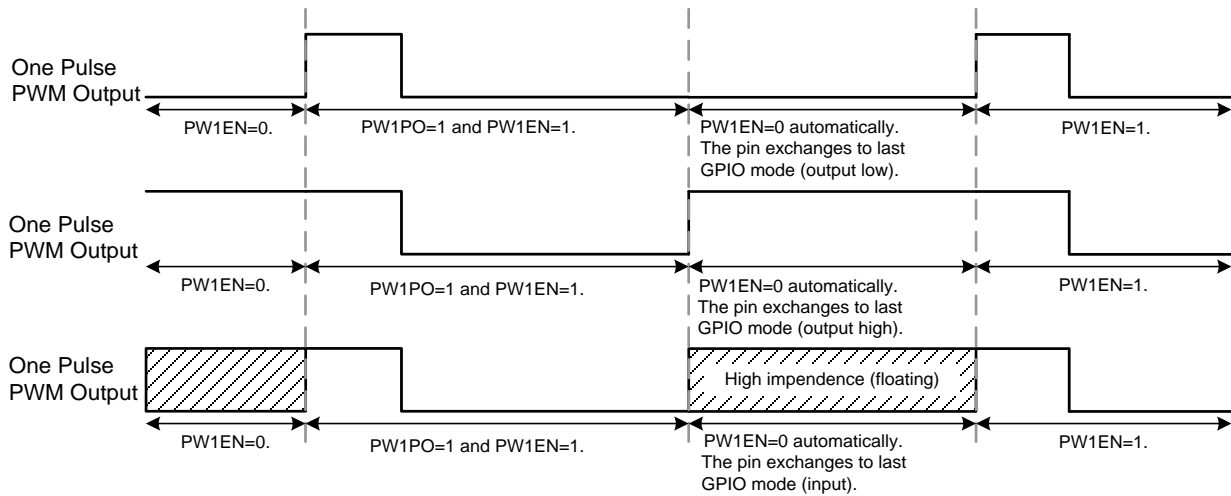 One Pulse
PWM Output
PW1EN=0.
PW1PO=1 and PW1EN=1.
PW1EN=0 automatically.
The pin exchanges to last
GPIO mode (output low).
PW1EN=1.
One Pulse
PWM Output
PW1EN=0.
PW1PO=1 and PW1EN=1.
PW1EN=0 automatically.
The pin exchanges to last
GPIO mode (output high).
PW1EN=1.
One Pulse
PWM Output
High impendence (floating)
PW1EN=0.
PW1PO=1 and PW1EN=1.
PW1EN=0 automatically.
The pin exchanges to last
GPIO mode (input).
PW1EN=1.